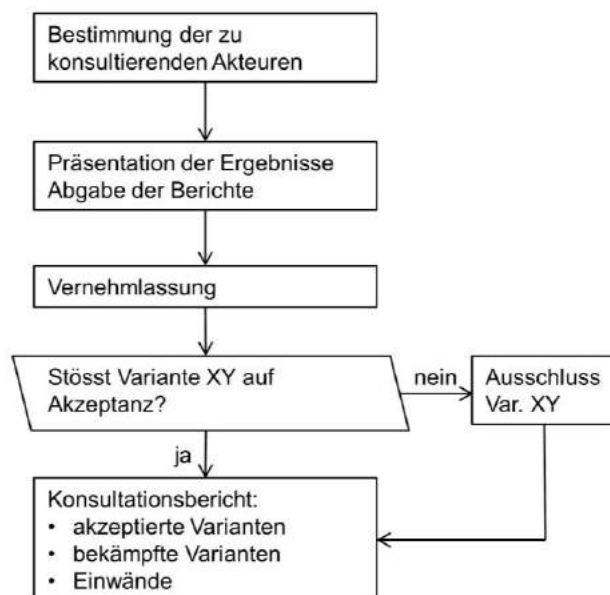 Bestimmung der zu
konsultierenden Akteuren
Präsentation der Ergebnisse
Abgabe der Berichte
Vernehmlassung
Stösst Variante XY auf
Akzeptanz?
nein
Ausschluss
Var. XY
ja
Konsultationsbericht:
• akzeptierte Varianten
• bekämpfte Varianten
• Einwände